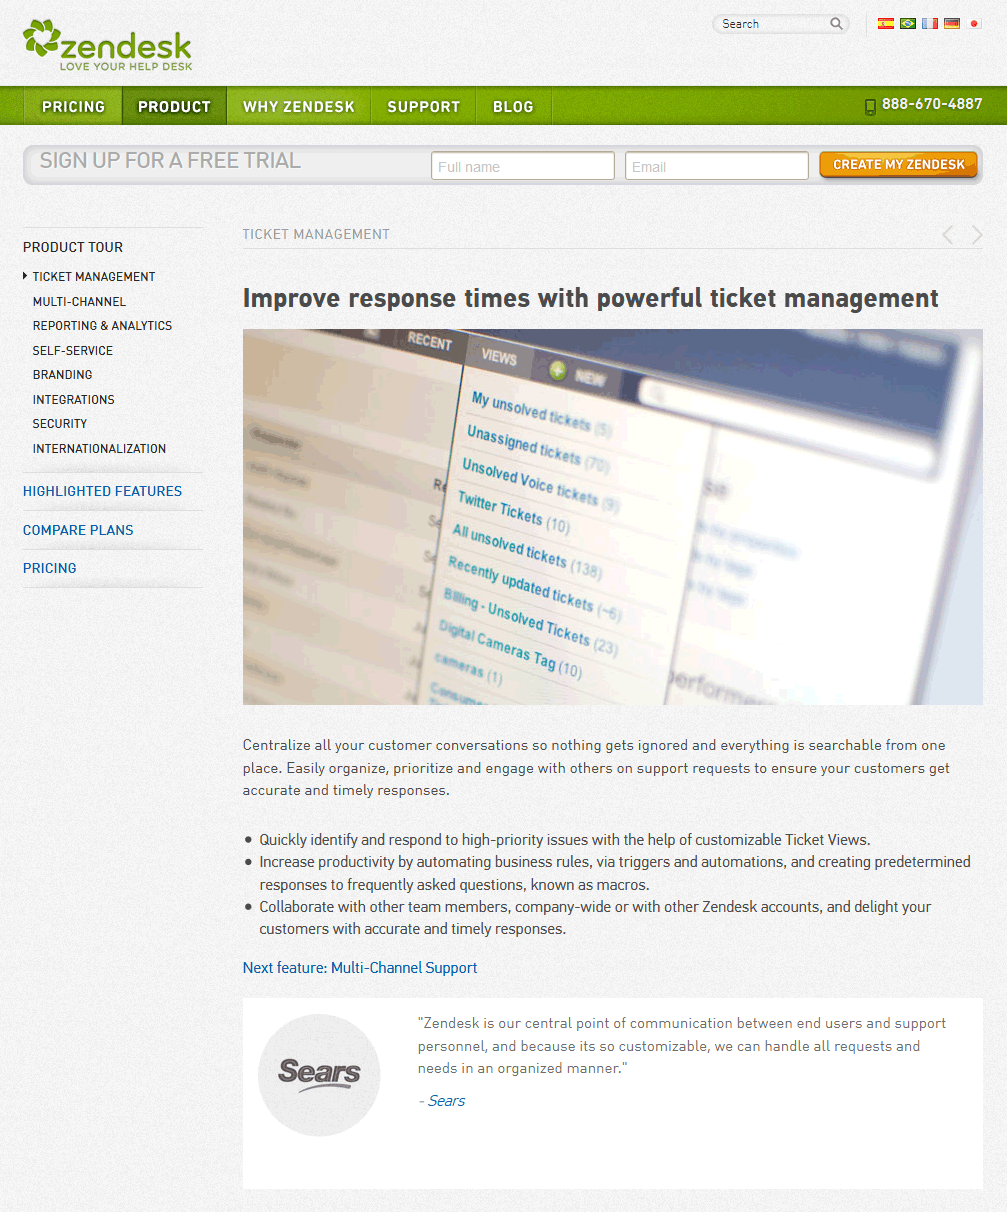 zendesk
LOVE YOUR HELP DESK
Search
PRICING
PRODUCT
WHY ZENDESK
SUPPORT
BLOG
888-670-4887
SIGN UP FOR A FREE TRIAL
Full name
Email
CREATE MY ZENDESK
PRODUCT TOUR
TICKET MANAGEMENT
MULTI-CHANNEL
REPORTING & ANALYTICS
SELF-SERVICE
BRANDING
INTEGRATIONS
SECURITY
INTERNATIONALIZATION
HIGHLIGHTED FEATURES
COMPARE PLANS
PRICING
TICKET MANAGEMENT
Improve response times with powerful ticket management
RECENT
VIEWS
NEW
My unsolved tickets (5)
Unassigned tickets (70)
Unsolved Voice tickets (9)
Twitter Tickets (10)
All unsolved tickets (138)
Recently updated tickets (~6)
Billing - Unsolved Tickets (23)
Digital Cameras Tag (10)
cameras (1)
Centralize all your customer conversations so nothing gets ignored and everything is searchable from one
place. Easily organize, prioritize and engage with others on support requests to ensure your customers get
accurate and timely responses.
• Quickly identify and respond to high-priority issues with the help of customizable Ticket Views.
• Increase productivity by automating business rules, via triggers and automations, and creating predetermined
responses to frequently asked questions, known as macros.
• Collaborate with other team members, company-wide or with other Zendesk accounts, and delight your
customers with accurate and timely responses.
Next feature: Multi-Channel Support
Sears
"Zendesk is our central point of communication between end users and support
personnel, and because its so customizable, we can handle all requests and
needs in an organized manner."
- Sears